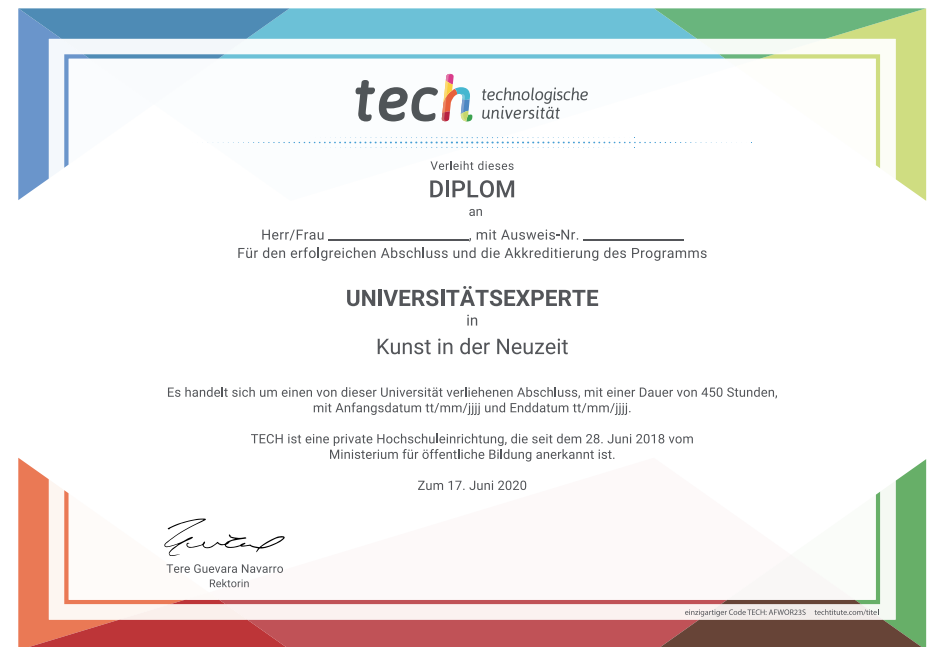 tech technologische
universität
Verleiht dieses
DIPLOM
an
Herr/Frau ____________________, mit Ausweis-Nr. ______________
Für den erfolgreichen Abschluss und die Akkreditierung des Programms
UNIVERSITÄTSEXPERTE
in
Kunst in der Neuzeit
Es handelt sich um einen von dieser Universität verliehenen Abschluss, mit einer Dauer von 450 Stunden,
mit Anfangsdatum tt/mm/jjjj und Enddatum tt/mm/jjjj.
TECH ist eine private Hochschuleinrichtung, die seit dem 28. Juni 2018 vom
Ministerium für öffentliche Bildung anerkannt ist.
Zum 17. Juni 2020
Tere Guevara Navarro
Rektorin
einzigartiger Code TECH: AFWOR23S techtitute.com/titel